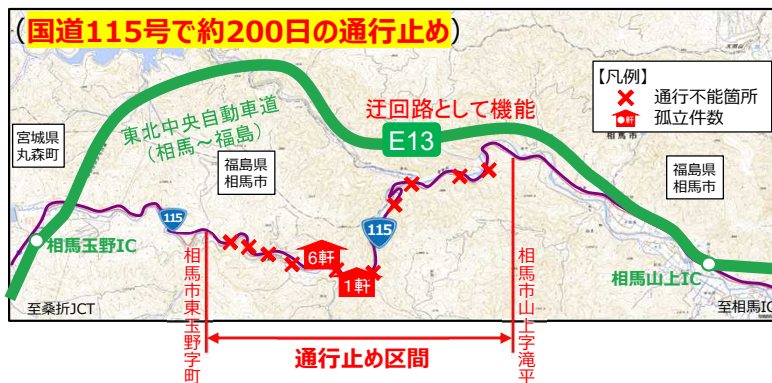 (国道115号で約200日の通行止め)
【凡例】
通行不能箇所
●軒 孤立件数
迂回路として機能
E13
東北中央自動車道
(相馬~福島)
宮城県
丸森町
福島県
相馬市
福島県
相馬市
相馬市
115
115
相馬玉野IC
6軒
1軒
相馬山上IC
至桑折JCT
至相馬IC
相馬市東玉野字町
相馬市山上字滝平
通行止め区間